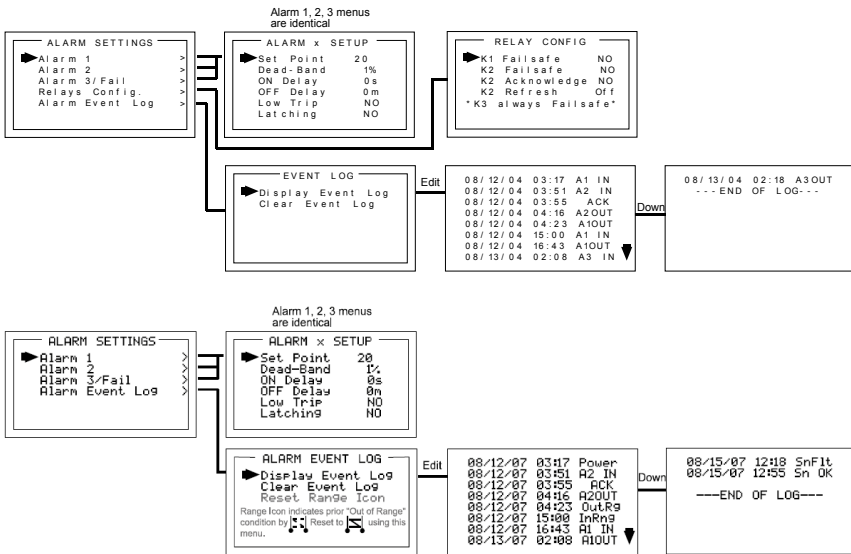 Alarm 1, 2, 3 menus
are identical
ALARM SETTINGS
Alarm 1 >
Alarm 2 >
Alarm 3/Fail >
Relays Config. >
Alarm Event Log >
ALARM x SETUP
Set Point 20
Dead-Band 1%
ON Delay 0s
OFF Delay 0m
Low Trip NO
Latching NO
RELAY CONFIG
K1 Failsafe NO
K2 Failsafe NO
K2 Acknowledge NO
K2 Refresh Off
*K3 always Failsafe*
EVENT LOG
Display Event Log
Clear Event Log
Edit
08/12/04 03:17 A1 IN
08/12/04 03:51 A2 IN
08/12/04 03:55 ACK
08/12/04 04:16 A2OUT
08/12/04 04:23 A1OUT
08/12/04 15:00 A1 IN
08/12/04 16:43 A1OUT
08/13/04 02:08 A3 IN
Down
08/13/04 02:18 A3OUT
---END OF LOG---
Alarm 1, 2, 3 menus
are identical
ALARM SETTINGS
Alarm 1 >
Alarm 2 >
Alarm 3/Fail >
Alarm Event Log >
ALARM x SETUP
Set Point 20
Dead-Band 1%
ON Delay 0s
OFF Delay 0m
Low Trip NO
Latching NO
ALARM EVENT LOG
Display Event Log
Clear Event Log
Reset Range Icon
Range Icon indicates prior "Out of Range"
condition by Reset to using this
menu.
Edit
08/12/07 03:17 Power
08/12/07 03:51 A2 IN
08/12/07 03:55 ACK
08/12/07 04:16 A2OUT
08/12/07 04:23 OutRg
08/12/07 15:00 InRng
08/12/07 16:43 A1 IN
08/13/07 02:08 A1OUT
Down
08/15/07 12:18 SnFlt
08/15/07 12:55 Sn OK
---END OF LOG---